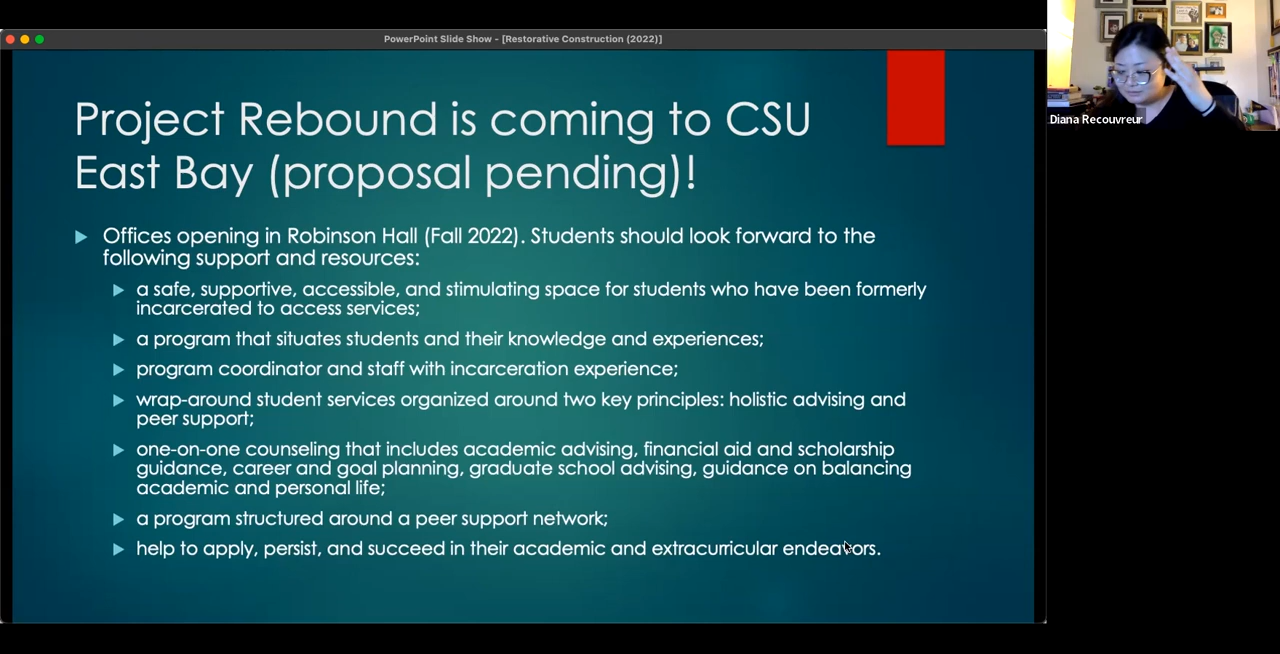 PowerPoint Slide Show - [Restorative Construction (2022)]
Project Rebound is coming to CSU
East Bay (proposal pending)!
Offices opening in Robinson Hall (Fall 2022). Students should look forward to the
following support and resources:
a safe, supportive, accessible, and stimulating space for students who have been formerly
incarcerated to access services;
a program that situates students and their knowledge and experiences;
program coordinator and staff with incarceration experience;
wrap-around student services organized around two key principles: holistic advising and
peer support;
one-on-one counseling that includes academic advising, financial aid and scholarship
guidance, career and goal planning, graduate school advising, guidance on balancing
academic and personal life;
a program structured around a peer support network;
help to apply, persist, and succeed in their academic and extracurricular endeavors.
Diana Recouvreur